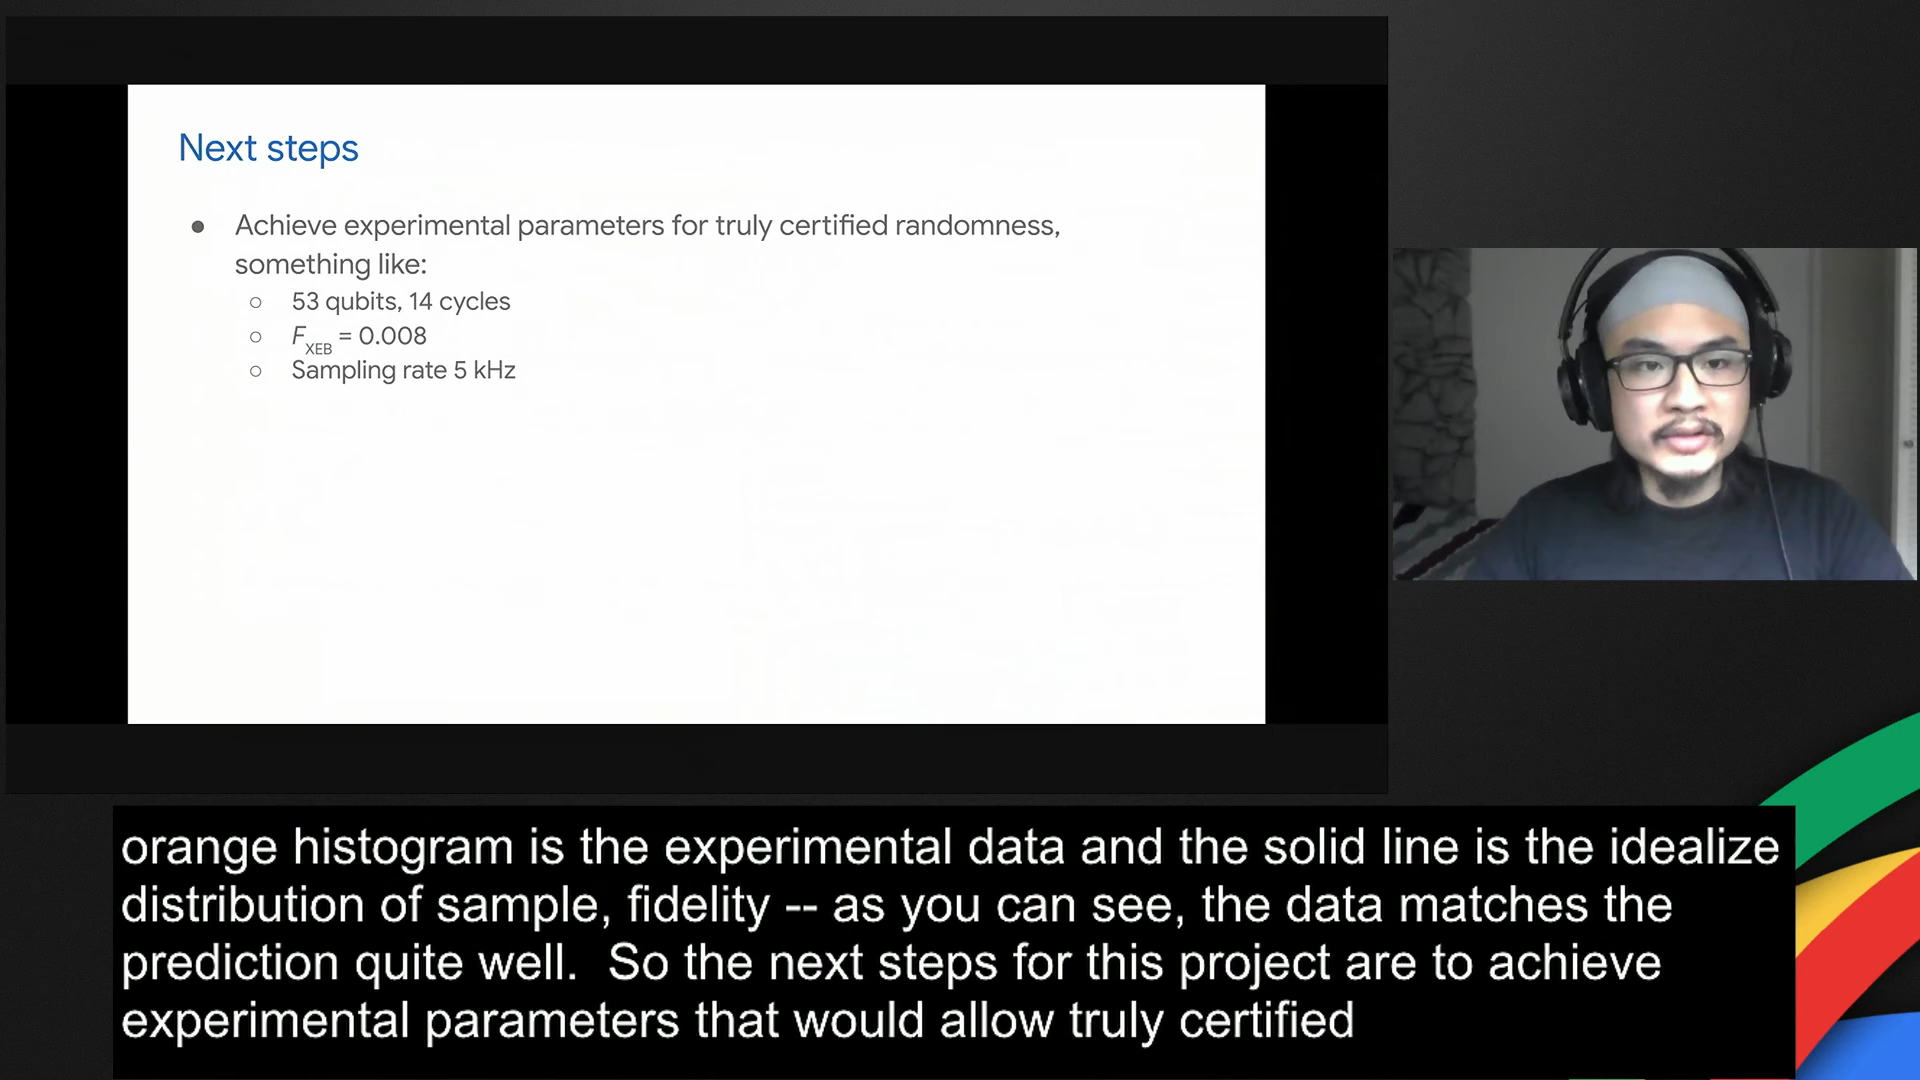 Next steps
● Achieve experimental parameters for truly certified randomness,
something like:
○ 53 qubits, 14 cycles
○ F_XEB = 0.008
○ Sampling rate 5 kHz
orange histogram is the experimental data and the solid line is the idealize
distribution of sample, fidelity -- as you can see, the data matches the
prediction quite well.  So the next steps for this project are to achieve
experimental parameters that would allow truly certified